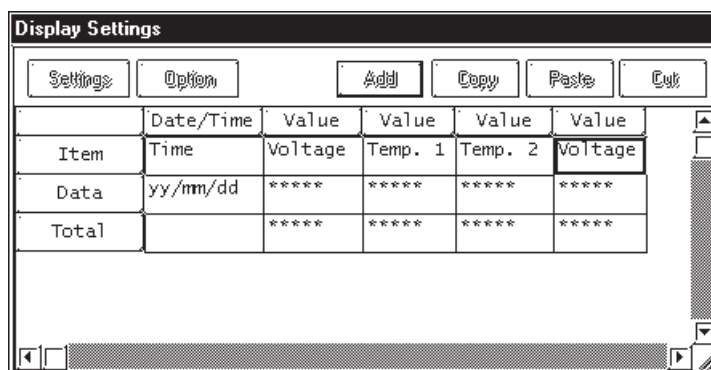 Display Settings
Settings Option Add Copy Paste Cut
Date/Time Value Value Value Value
Item Time Voltage Temp. 1 Temp. 2 Voltage
Data yy/mm/dd ***** ***** ***** *****
Total ***** ***** ***** *****